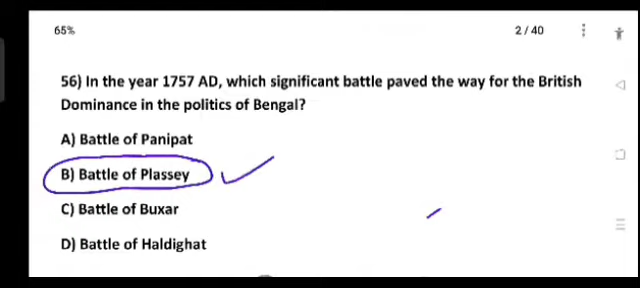 65%
2 / 40
56) In the year 1757 AD, which significant battle paved the way for the British
Dominance in the politics of Bengal?
A) Battle of Panipat
B) Battle of Plassey
C) Battle of Buxar
D) Battle of Haldighat